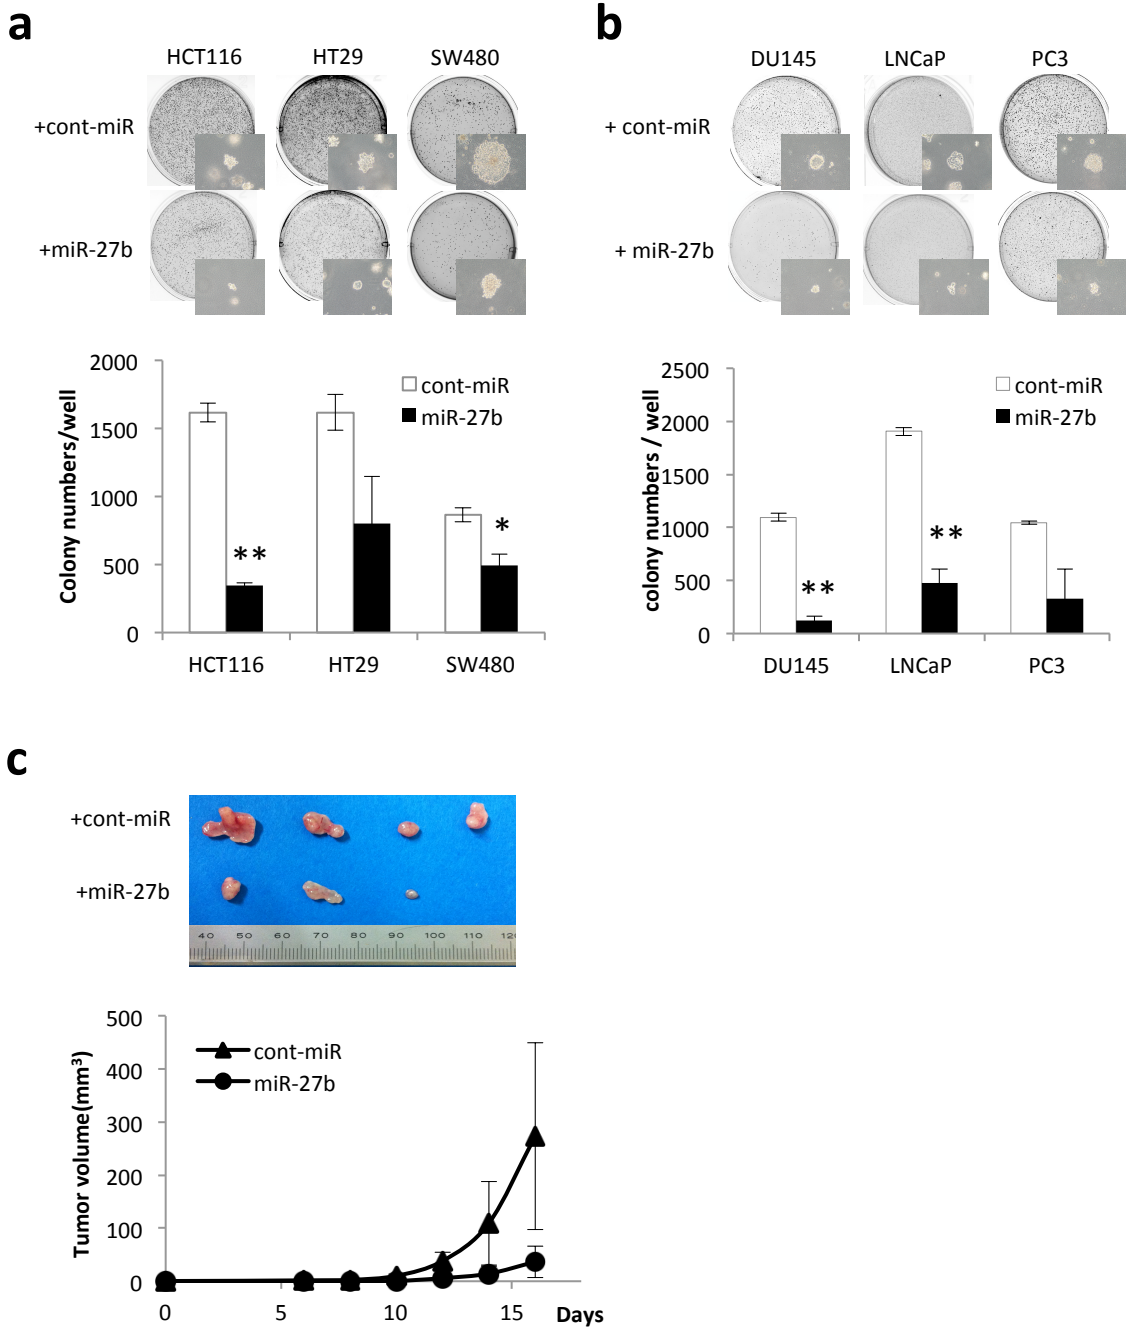 a
HCT116 HT29 SW480
+cont-miR
+miR-27b
2000
1500
1000
500
0
Colony numbers/well
cont-miR
miR-27b
**
*
HCT116 HT29 SW480
b
DU145 LNCaP PC3
+ cont-miR
+ miR-27b
2500
2000
1500
1000
500
0
colony numbers / well
cont-miR
miR-27b
**
**
DU145 LNCaP PC3
c
+cont-miR
+miR-27b
40 50 60 70 80 90 100 110 12
500
400
300
200
100
0
Tumor volume(mm³)
cont-miR
miR-27b
0 5 10 15 Days